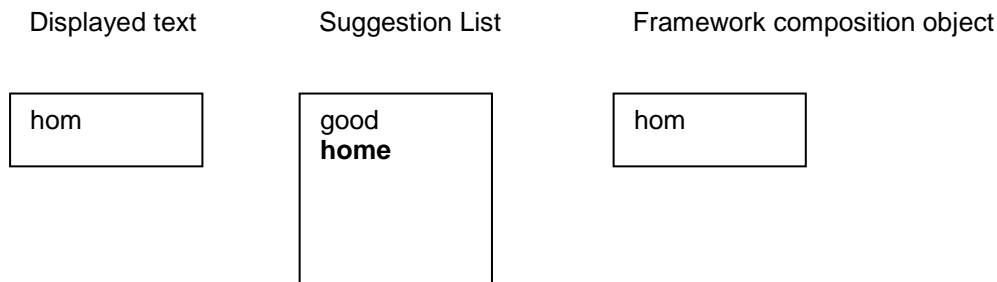 Displayed text Suggestion List Framework composition object
hom good hom
home